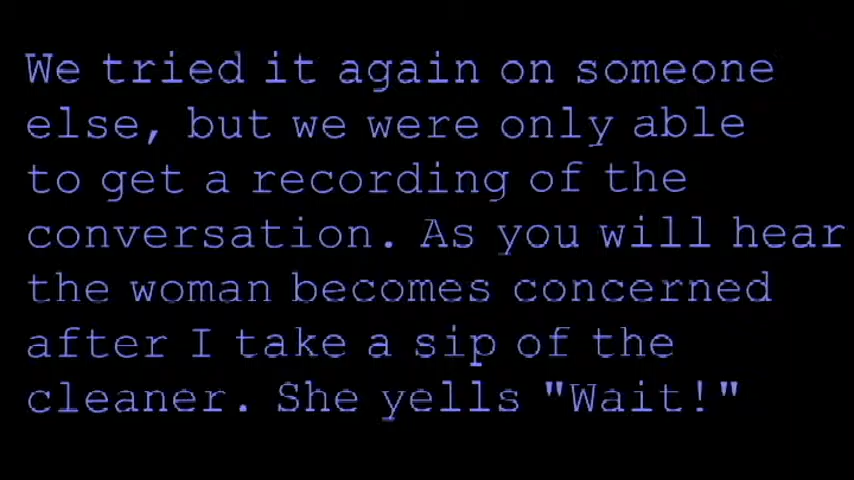 We tried it again on someone
else, but we were only able
to get a recording of the
conversation. As you will hear
the woman becomes concerned
after I take a sip of the
cleaner. She yells "Wait!"